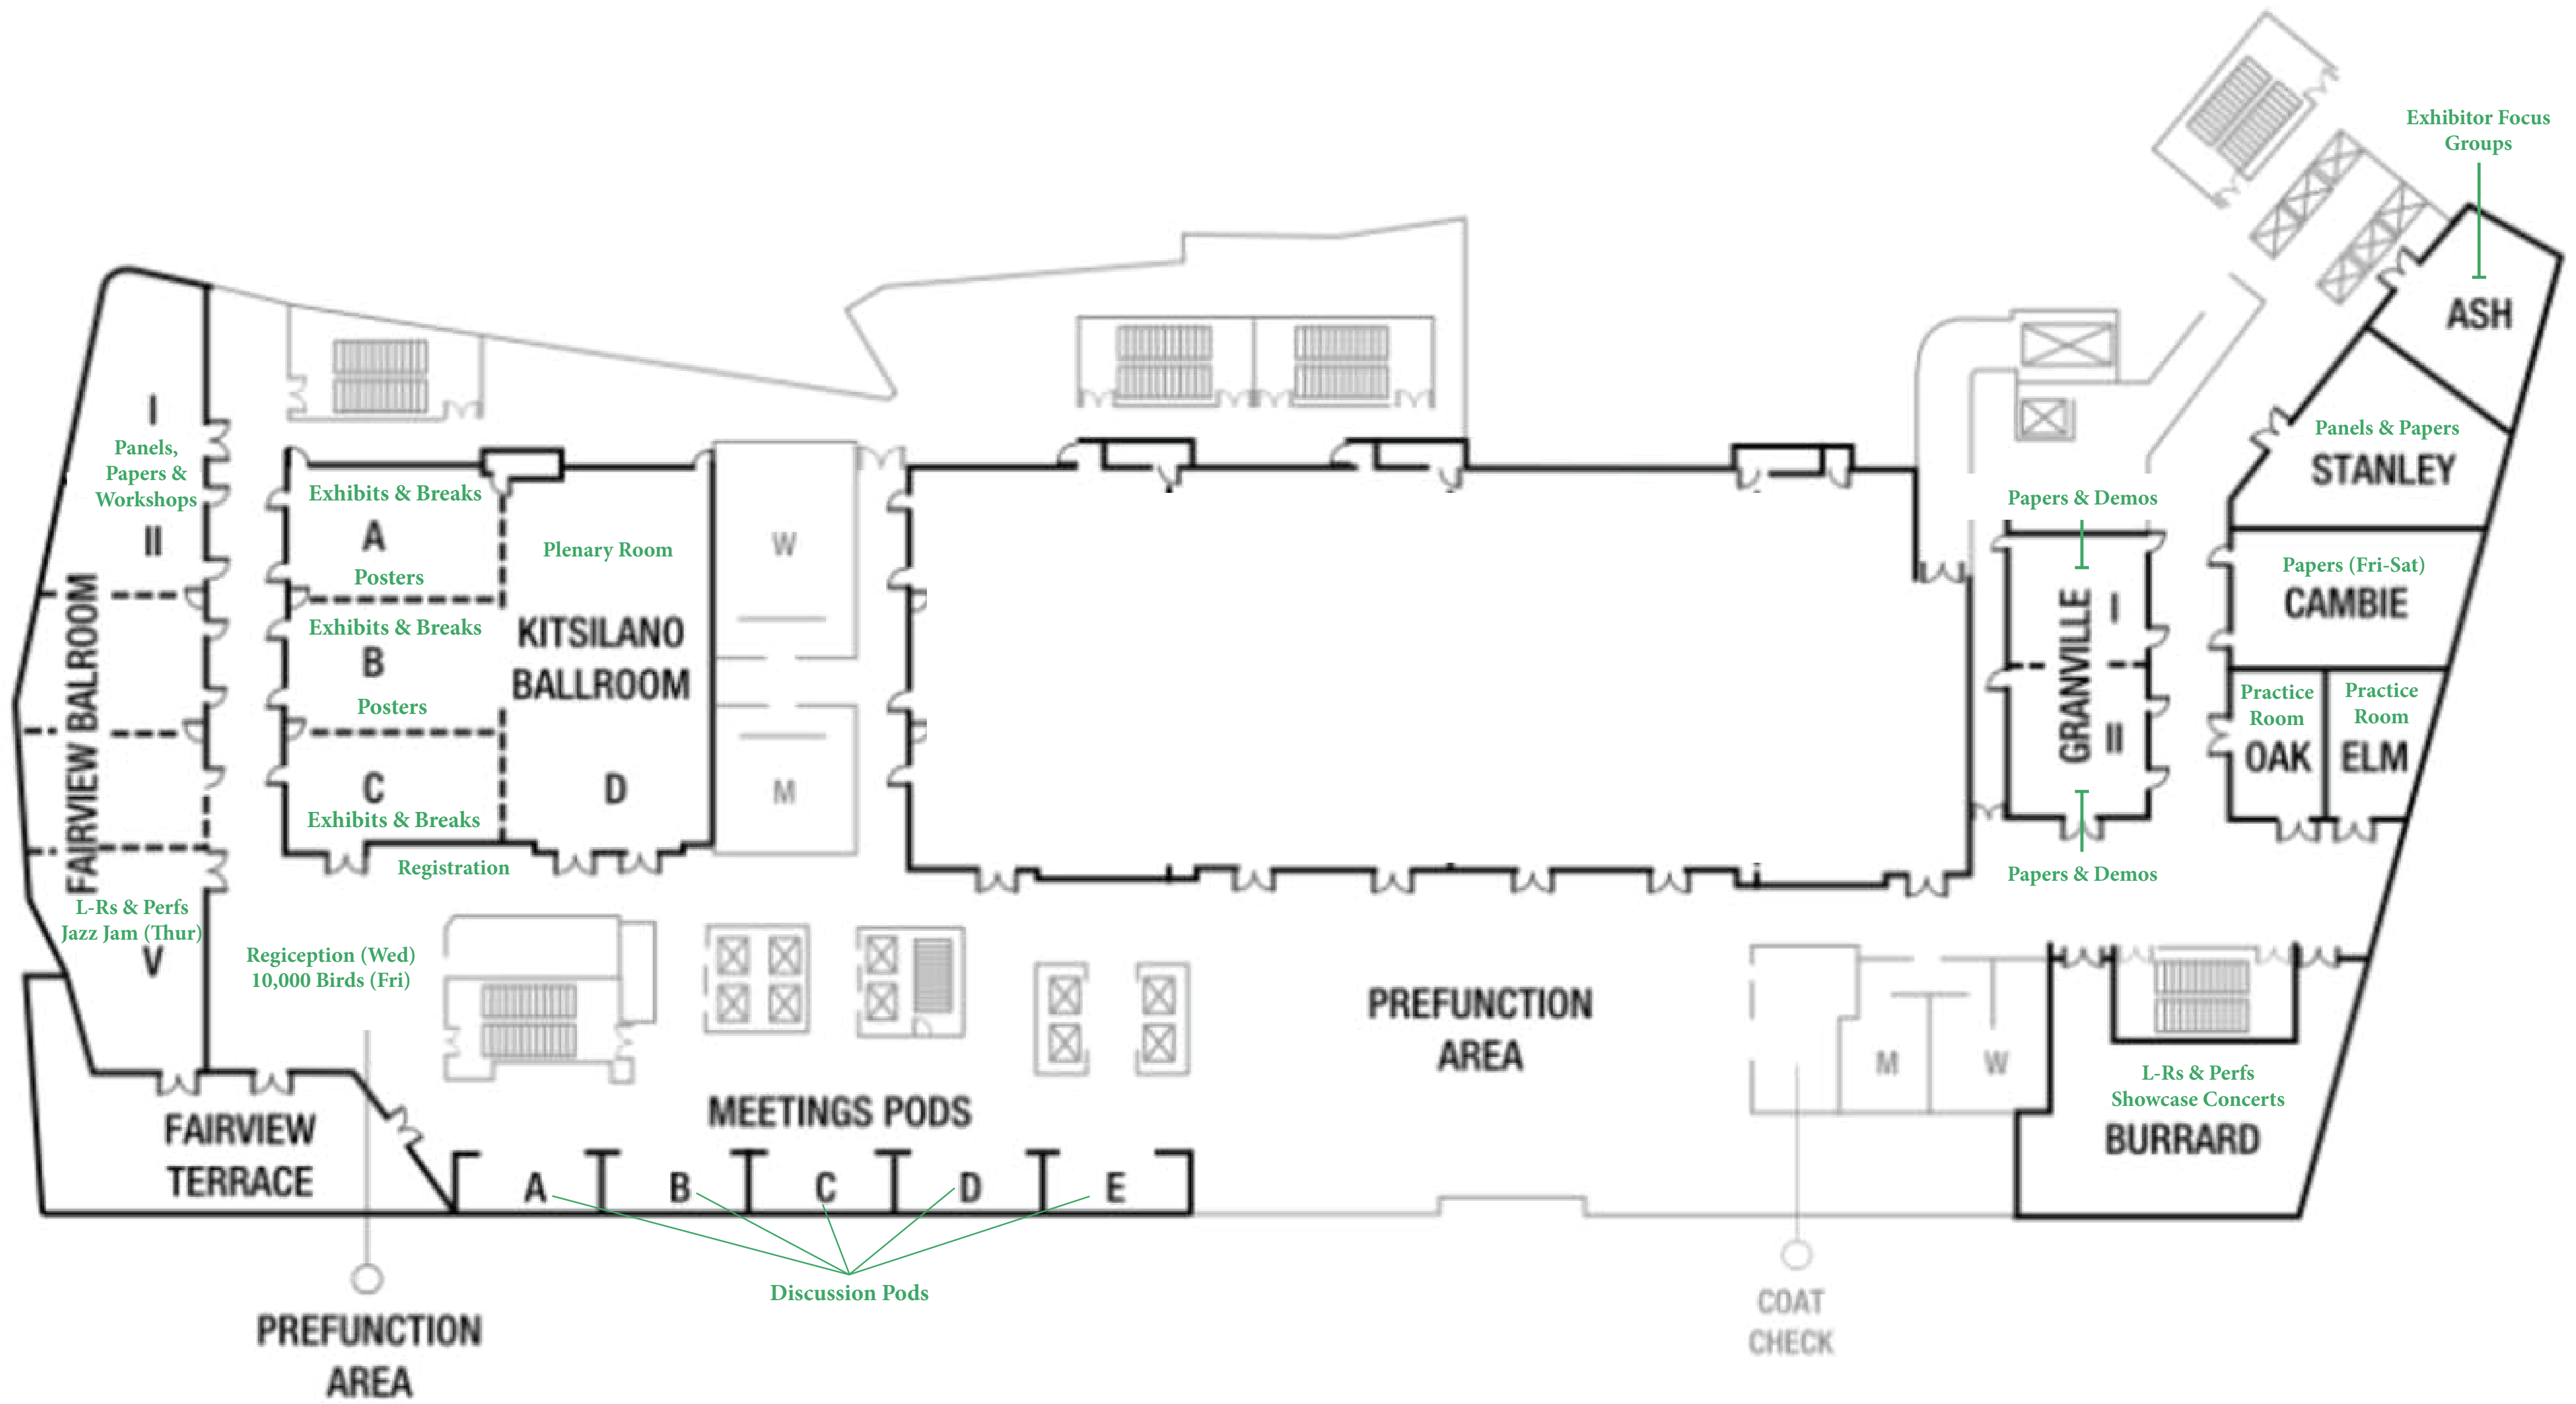 Exhibitor Focus
Groups
ASH
Panels & Papers
STANLEY
Papers & Demos
Papers (Fri-Sat)
CAMBIE
GRANVILLE
I
II
Papers & Demos
Practice
Room
OAK
Practice
Room
ELM
I
Panels,
Papers &
Workshops
II
FAIRVIEW BALROOM
L-Rs & Perfs
Jazz Jam (Thur)
V
Exhibits & Breaks
A
Posters
Exhibits & Breaks
B
Posters
C
Exhibits & Breaks
Plenary Room
KITSILANO
BALLROOM
D
W
M
Registration
Regiception (Wed)
10,000 Birds (Fri)
FAIRVIEW
TERRACE
PREFUNCTION
AREA
MEETINGS PODS
A
B
C
D
E
Discussion Pods
PREFUNCTION
AREA
M
W
COAT
CHECK
L-Rs & Perfs
Showcase Concerts
BURRARD